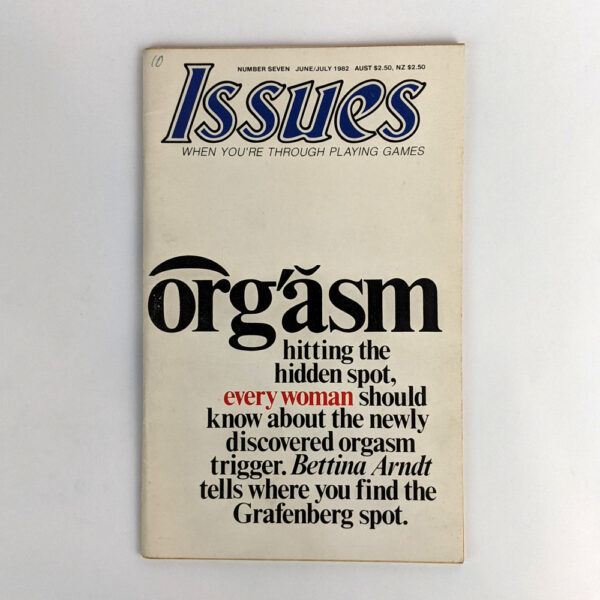 10
NUMBER SEVEN JUNE/JULY 1982 AUST $2.50, NZ $2.50
Issues
WHEN YOU'RE THROUGH PLAYING GAMES
ôrg'ăsm
hitting the
hidden spot,
every woman should
know about the newly
discovered orgasm
trigger. Bettina Arndt
tells where you find the
Grafenberg spot.